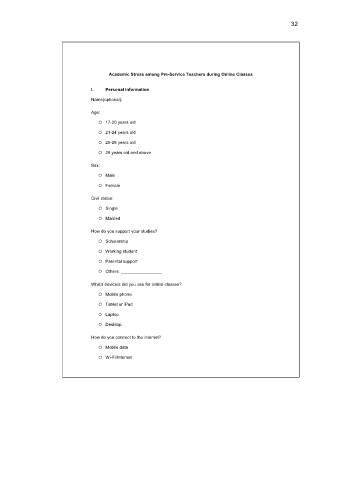 32
Academic Stress among Pre-Service Teachers during Online Classes
I. Personal Information
Name(optional):
Age:
17-20 years old
21-24 years old
25-28 years old
29 years old and above
Sex:
Male
Female
Civil status:
Single
Married
How do you support your studies?
Scholarship
Working student
Parental support
Others: ___________________
Which device/s did you use for online classes?
Mobile phone
Tablet or iPad
Laptop
Desktop
How do you connect to the internet?
Mobile data
Wi-Fi/Internet